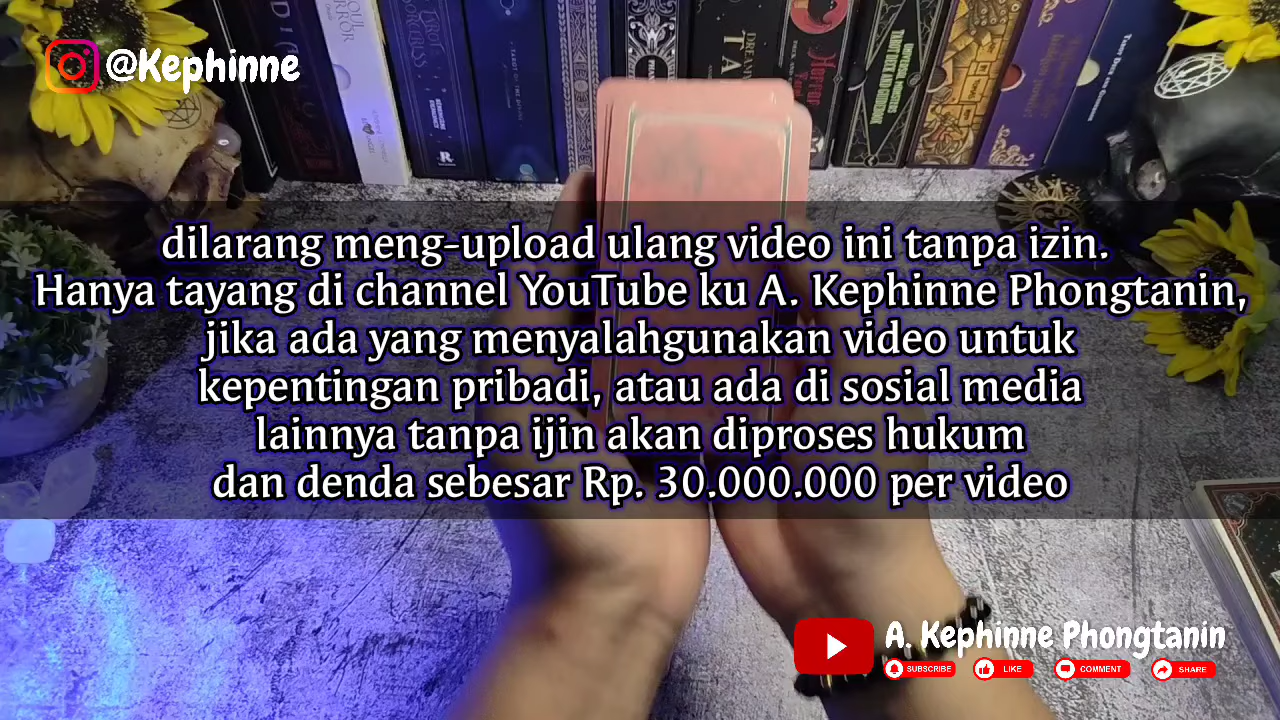 @Kephinne
dilarang meng-upload ulang video ini tanpa izin.
Hanya tayang di channel YouTube ku A. Kephinne Phongtanin,
jika ada yang menyalahgunakan video untuk
kepentingan pribadi, atau ada di sosial media
lainnya tanpa ijin akan diproses hukum
dan denda sebesar Rp. 30.000.000 per video
A. Kephinne Phongtanin
SUBSCRIBE LIKE COMMENT SHARE